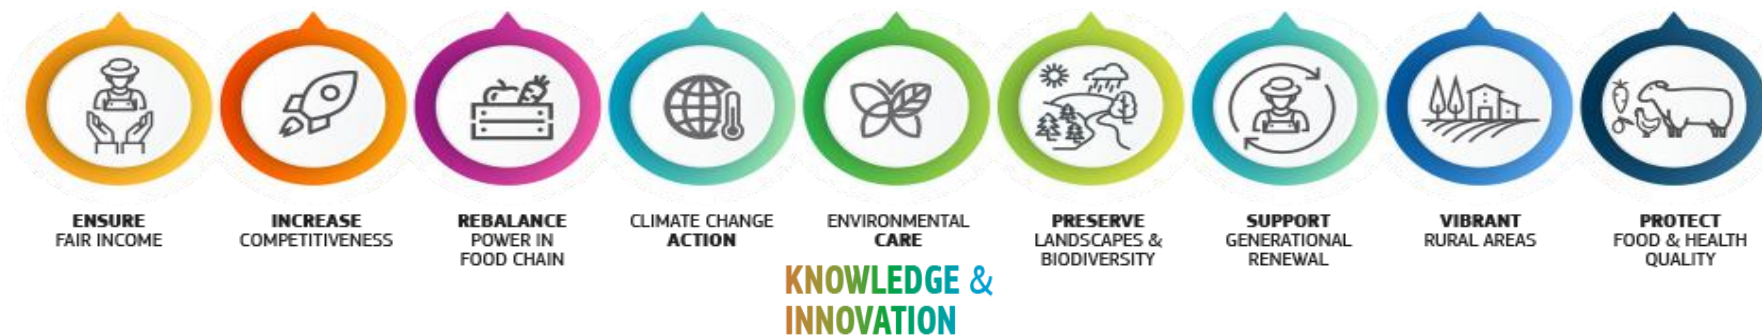 ENSURE
FAIR INCOME
INCREASE
COMPETITIVENESS
REBALANCE
POWER IN
FOOD CHAIN
CLIMATE CHANGE
ACTION
ENVIRONMENTAL
CARE
PRESERVE
LANDSCAPES &
BIODIVERSITY
SUPPORT
GENERATIONAL
RENEWAL
VIBRANT
RURAL AREAS
PROTECT
FOOD & HEALTH
QUALITY
KNOWLEDGE &
INNOVATION